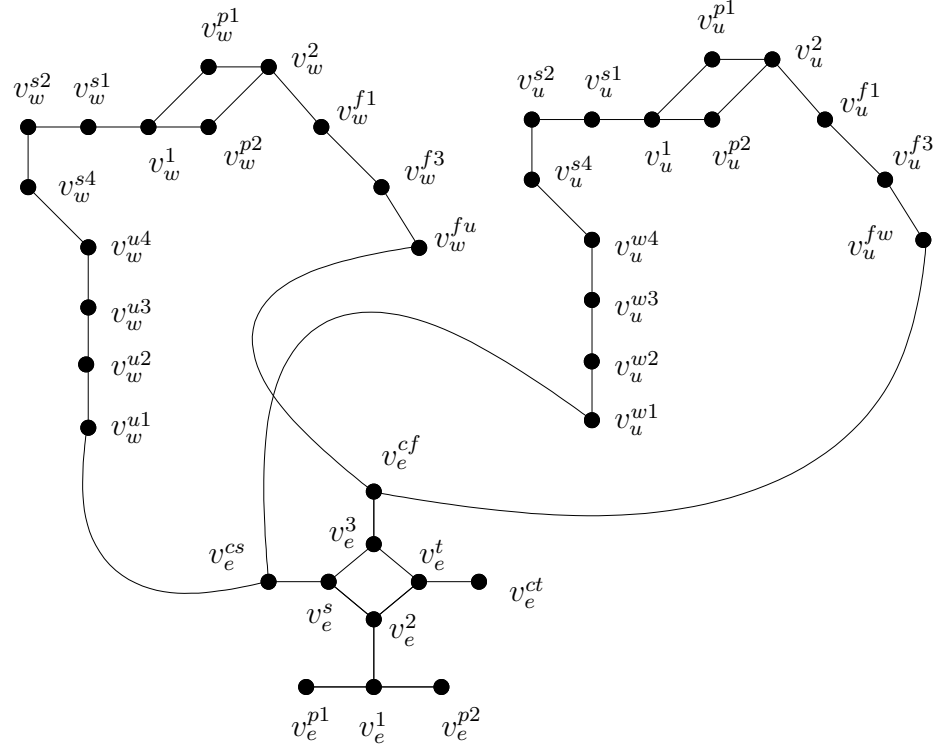 $v_w^{p1}$ $v_u^{p1}$
$v_w^2$ $v_u^2$
$v_w^{s2}$ $v_w^{s1}$ $v_u^{s2}$ $v_u^{s1}$
$v_w^{f1}$ $v_u^{f1}$
$v_w^1$ $v_w^{p2}$ $v_u^1$ $v_u^{p2}$
$v_w^{f3}$ $v_u^{f3}$
$v_w^{s4}$ $v_u^{s4}$
$v_w^{u4}$ $v_w^{fu}$ $v_u^{w4}$ $v_u^{fw}$
$v_w^{u3}$ $v_u^{w3}$
$v_w^{u2}$ $v_u^{w2}$
$v_w^{u1}$ $v_u^{w1}$
$v_e^{cf}$
$v_e^3$
$v_e^{cs}$ $v_e^t$
$v_e^{ct}$
$v_e^s$ $v_e^2$
$v_e^{p1}$ $v_e^1$ $v_e^{p2}$